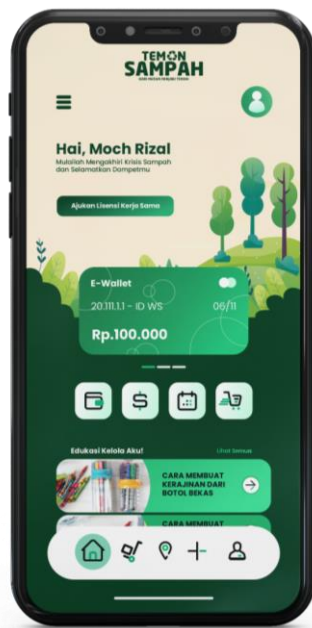 TEMAN
SAMPAH
Hai, Moch Rizal
Mulailah Mengakhiri Krisis Sampah
dan Selamatkan Dompetmu
Ajukan Lisensi Kerja Sama
E-Wallet
20.111.1.1 - ID WS
06/11
Rp.100.000
Edukasi Kelola Aku!
Lihat Semua
CARA MEMBUAT
KERAJINAN DARI
BOTOL BEKAS
CARA MEMBUAT